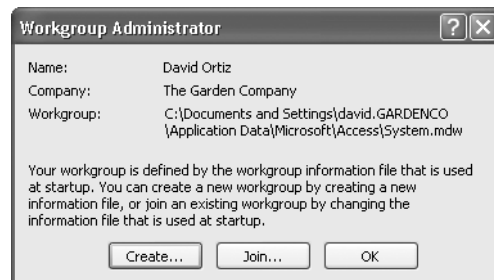 Workgroup Administrator
Name: David Ortiz
Company: The Garden Company
Workgroup: C:\Documents and Settings\david.GARDENCO
\Application Data\Microsoft\Access\System.mdw
Your workgroup is defined by the workgroup information file that is used
at startup. You can create a new workgroup by creating a new
information file, or join an existing workgroup by changing the
information file that is used at startup.
Create... Join... OK